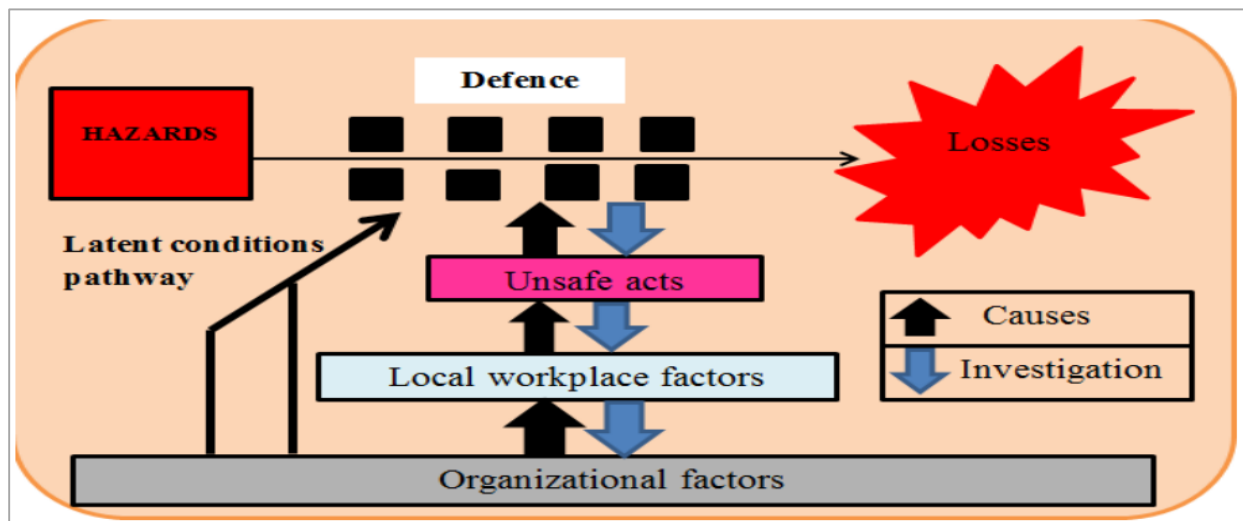 Defence
HAZARDS
Losses
Latent conditions
pathway
Unsafe acts
Causes
Local workplace factors
Investigation
Organizational factors